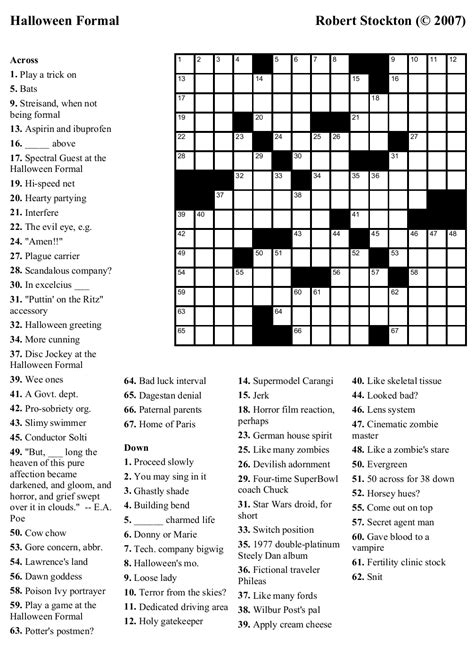 Halloween Formal
Robert Stockton (© 2007)
Across
1. Play a trick on
5. Bats
9. Streisand, when not
being formal
13. Aspirin and ibuprofen
16. _____ above
17. Spectral Guest at the
Halloween Formal
19. Hi-speed net
20. Hearty partying
21. Interfere
22. The evil eye, e.g.
24. "Amen!!"
27. Plague carrier
28. Scandalous company?
30. In excelcius ___
31. "Puttin' on the Ritz"
accessory
32. Halloween greeting
34. More cunning
37. Disc Jockey at the
Halloween Formal
39. Wee ones
41. A Govt. dept.
42. Pro-sobriety org.
43. Slimy swimmer
45. Conductor Solti
49. "But, ___ long the
heaven of this pure
affection became
darkened, and gloom, and
horror, and grief swept
over it in clouds." -- E.A.
Poe
50. Cow chow
53. Gore concern, abbr.
54. Lawrence's land
56. Dawn goddess
58. Poison Ivy portrayer
59. Play a game at the
Halloween Formal
63. Potter's postmen?
64. Bad luck interval
65. Dagestan denial
66. Paternal parents
67. Home of Paris
Down
1. Proceed slowly
2. You may sing in it
3. Ghastly shade
4. Building bend
5. ______ charmed life
6. Donny or Marie
7. Tech. company bigwig
8. Halloween's mo.
9. Loose lady
10. Terror from the skies?
11. Dedicated driving area
12. Holy gatekeeper
14. Supermodel Carangi
15. Jerk
18. Horror film reaction,
perhaps
23. German house spirit
25. Like many zombies
26. Devilish adornment
29. Four-time SuperBowl
coach Chuck
31. Star Wars droid, for
short
33. Switch position
35. 1977 double-platinum
Steely Dan album
36. Fictional traveler
Phileas
37. Like many fords
38. Wilbur Post's pal
39. Apply cream cheese
40. Like skeletal tissue
44. Looked bad?
46. Lens system
47. Cinematic zombie
master
48. Like a zombie's stare
50. Evergreen
51. 50 across for 38 down
52. Horsey hues?
55. Come out on top
57. Secret agent man
60. Gave blood to a
vampire
61. Fertility clinic stock
62. Snit
1 2 3 4 5 6 7 8 9 10 11 12
13 14 15 16
17 18
19 20 21
22 23 24 25 26 27
28 29 30 31
32 33 34 35 36
37 38
39 40 41
42 43 44 45 46 47 48
49 50 51 52 53
54 55 56 57 58
59 60 61 62
63 64
65 66 67